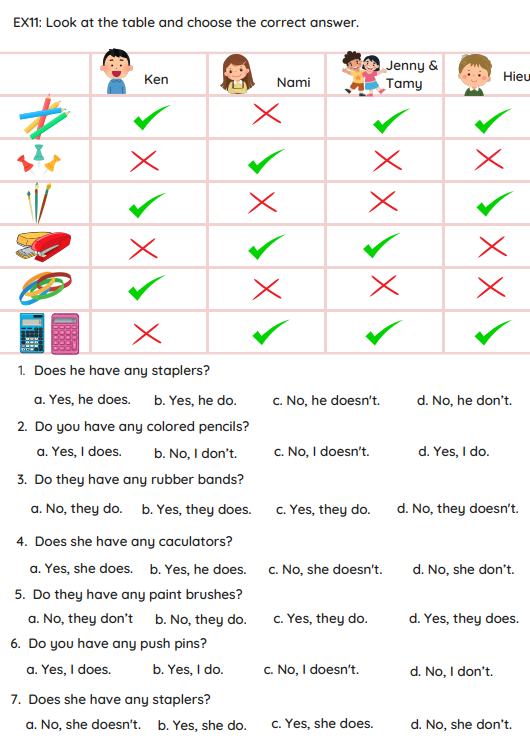 EX11: Look at the table and choose the correct answer.
Ken Nami Jenny & Tamy Hieu
1. Does he have any staplers?
a. Yes, he does. b. Yes, he do. c. No, he doesn't. d. No, he don't.
2. Do you have any colored pencils?
a. Yes, I does. b. No, I don't. c. No, I doesn't. d. Yes, I do.
3. Do they have any rubber bands?
a. No, they do. b. Yes, they does. c. Yes, they do. d. No, they doesn't.
4. Does she have any caculators?
a. Yes, she does. b. Yes, he does. c. No, she doesn't. d. No, she don't.
5. Do they have any paint brushes?
a. No, they don't b. No, they do. c. Yes, they do. d. Yes, they does.
6. Do you have any push pins?
a. Yes, I does. b. Yes, I do. c. No, I doesn't. d. No, I don't.
7. Does she have any staplers?
a. No, she doesn't. b. Yes, she do. c. Yes, she does. d. No, she don't.